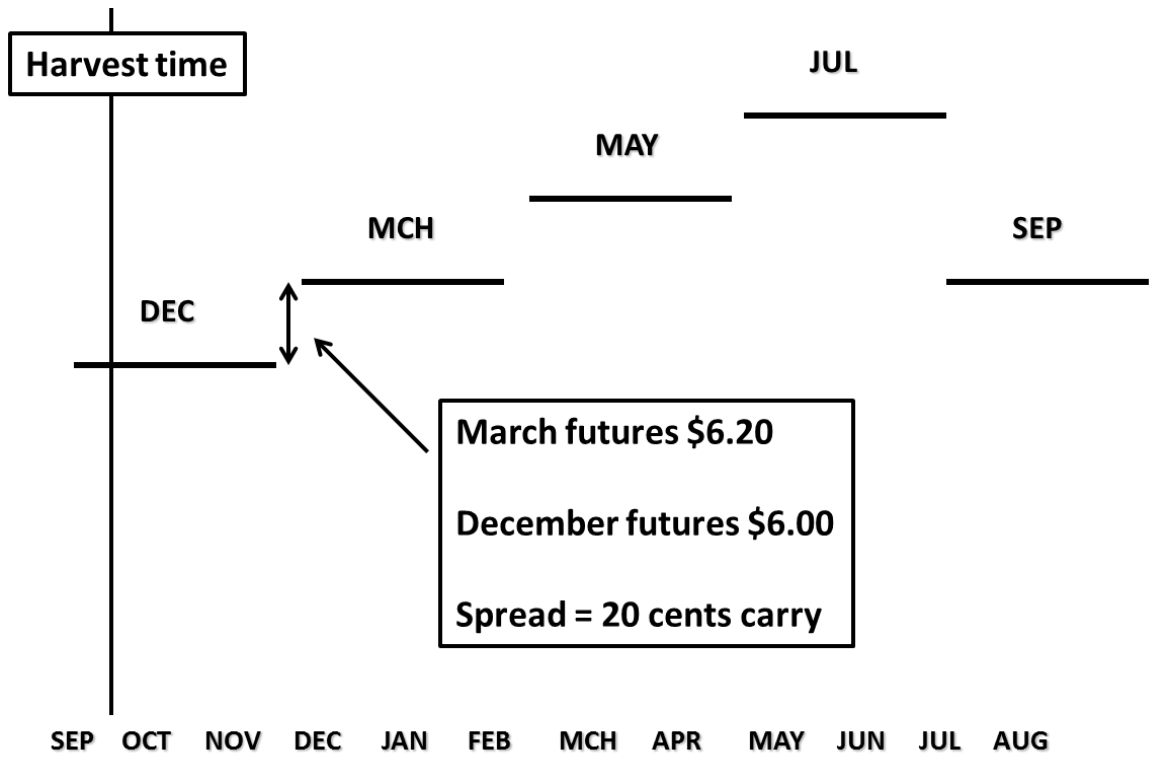 Harvest time
JUL
MAY
MCH
SEP
DEC
March futures $6.20
December futures $6.00
Spread = 20 cents carry
SEP OCT NOV DEC JAN FEB MCH APR MAY JUN JUL AUG